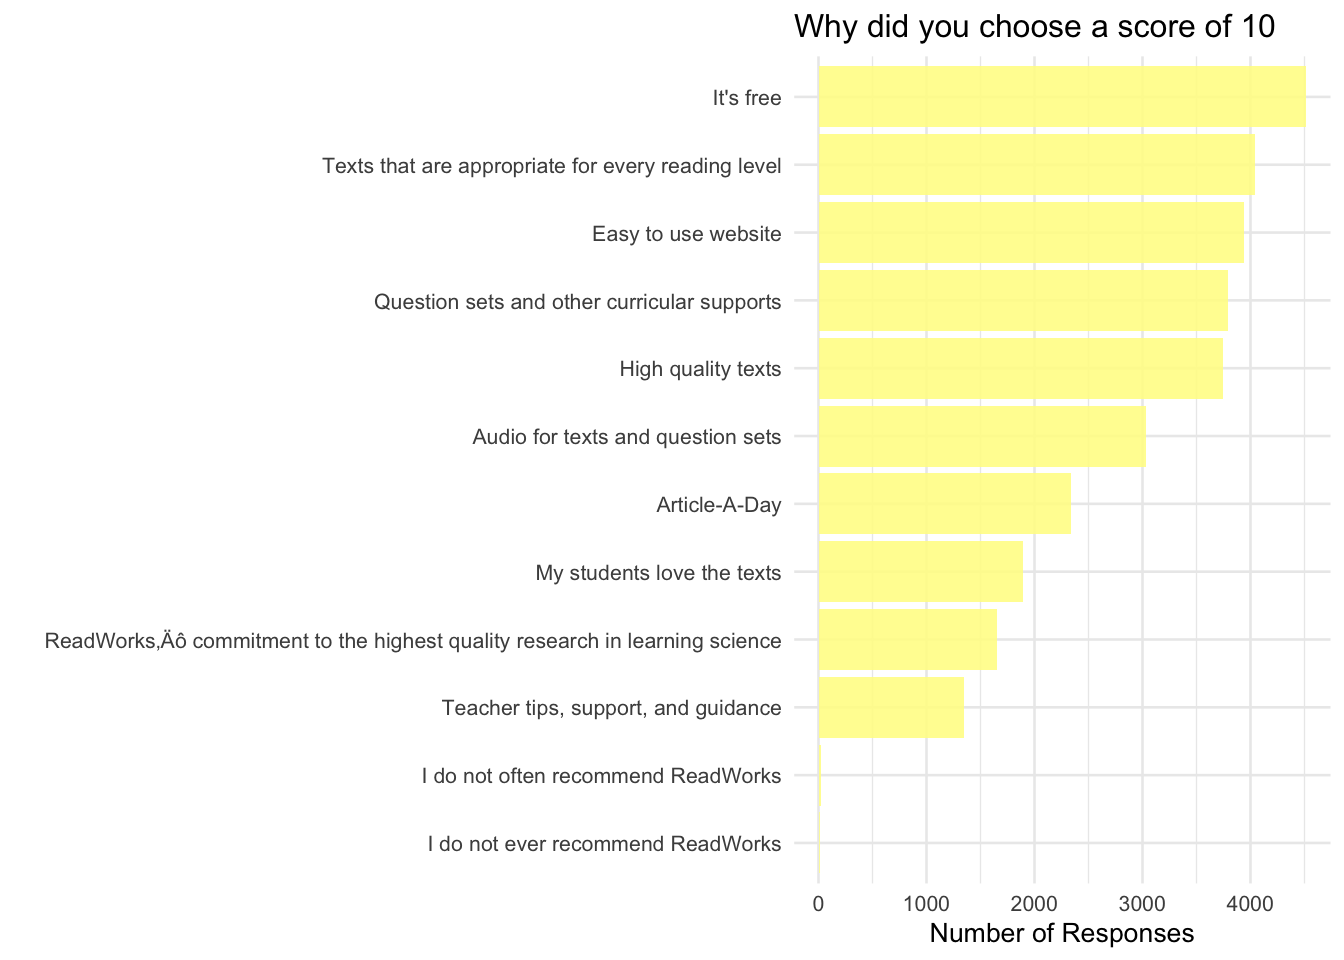 Why did you choose a score of 10
It's free
Texts that are appropriate for every reading level
Easy to use website
Question sets and other curricular supports
High quality texts
Audio for texts and question sets
Article-A-Day
My students love the texts
ReadWorks‚Äô commitment to the highest quality research in learning science
Teacher tips, support, and guidance
I do not often recommend ReadWorks
I do not ever recommend ReadWorks
0 1000 2000 3000 4000
Number of Responses